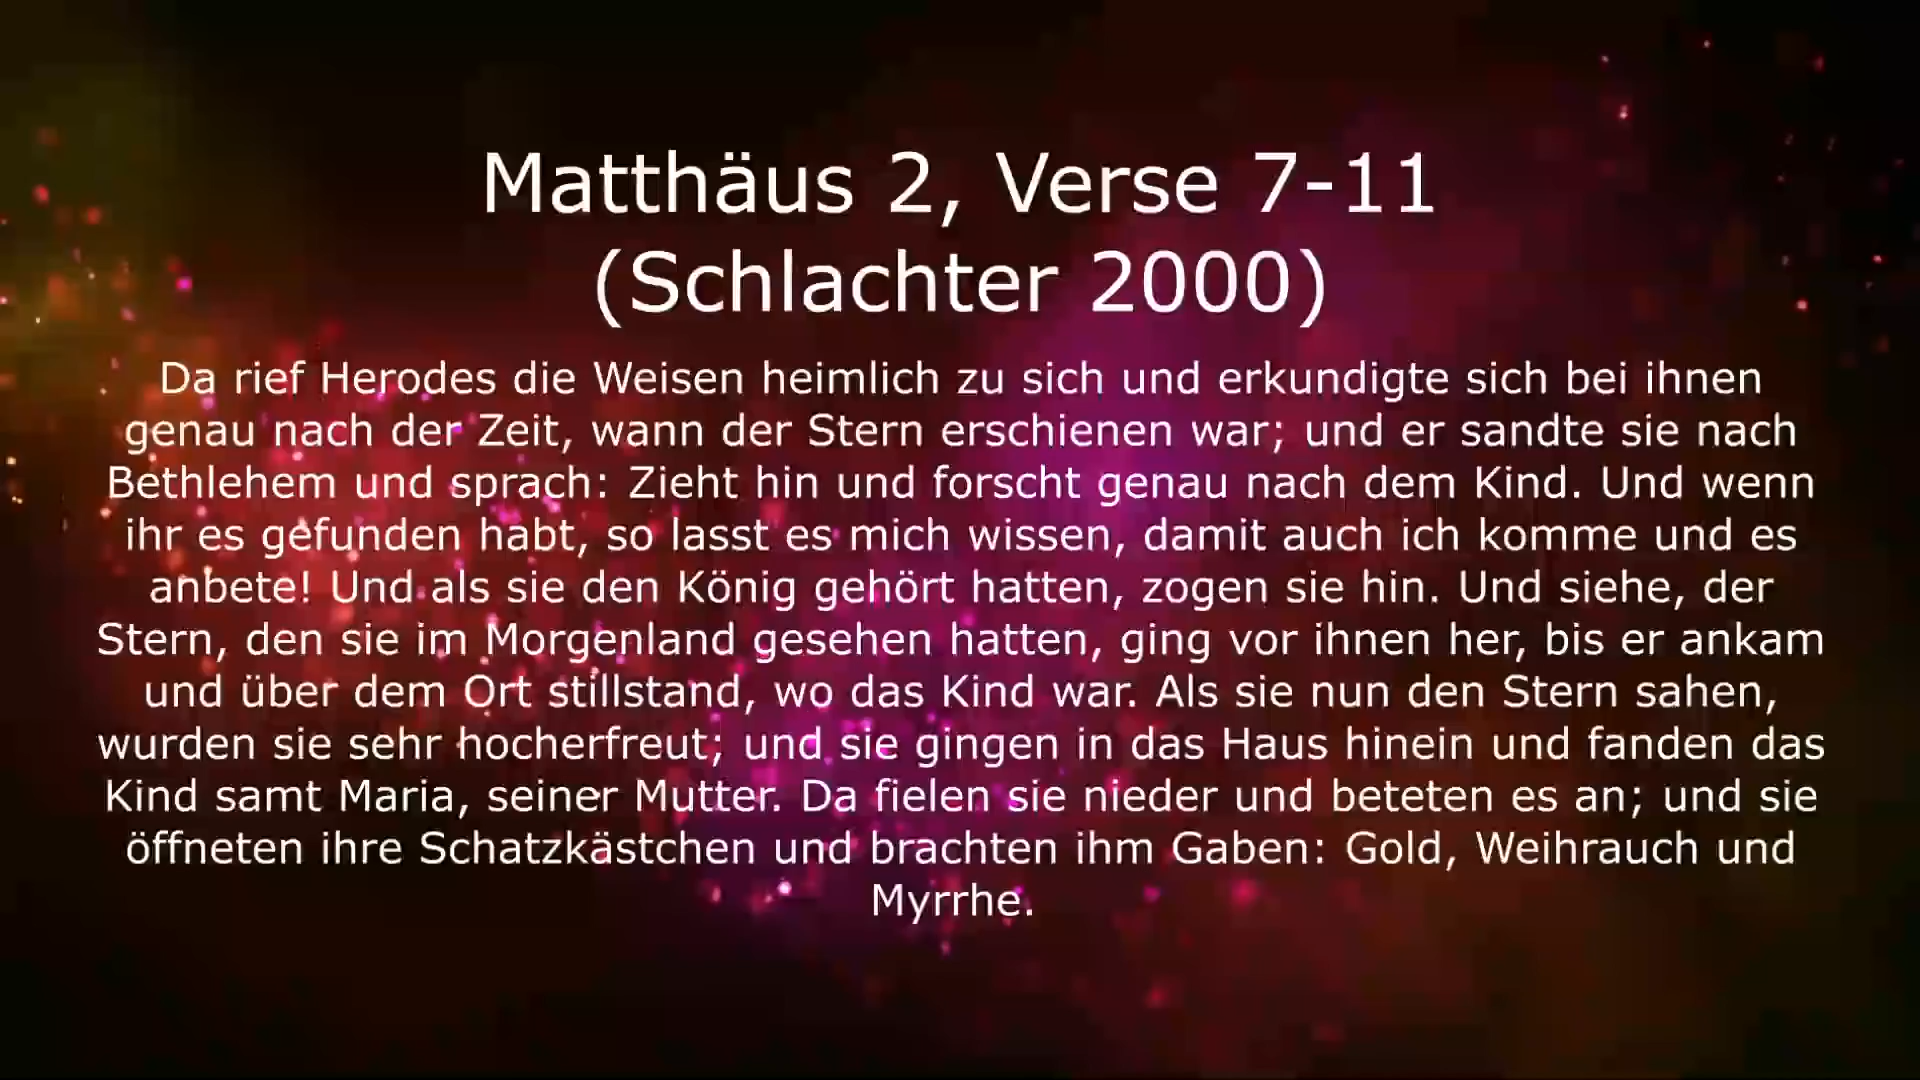 Matthäus 2, Verse 7-11
(Schlachter 2000)
Da rief Herodes die Weisen heimlich zu sich und erkundigte sich bei ihnen
genau nach der Zeit, wann der Stern erschienen war; und er sandte sie nach
Bethlehem und sprach: Zieht hin und forscht genau nach dem Kind. Und wenn
ihr es gefunden habt, so lasst es mich wissen, damit auch ich komme und es
anbete! Und als sie den König gehört hatten, zogen sie hin. Und siehe, der
Stern, den sie im Morgenland gesehen hatten, ging vor ihnen her, bis er ankam
und über dem Ort stillstand, wo das Kind war. Als sie nun den Stern sahen,
wurden sie sehr hocherfreut; und sie gingen in das Haus hinein und fanden das
Kind samt Maria, seiner Mutter. Da fielen sie nieder und beteten es an; und sie
öffneten ihre Schatzkästchen und brachten ihm Gaben: Gold, Weihrauch und
Myrrhe.